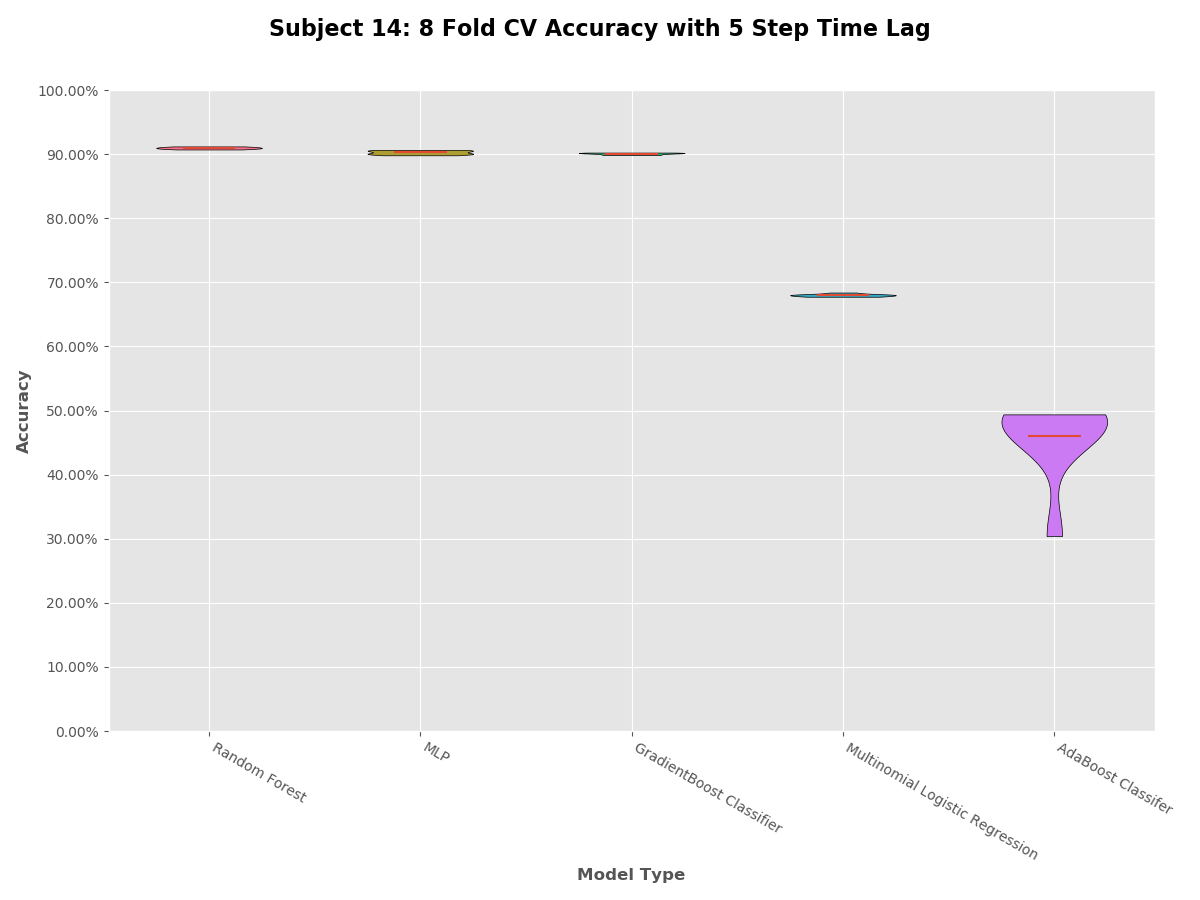 Subject 14: 8 Fold CV Accuracy with 5 Step Time Lag
100.00%
90.00%
80.00%
70.00%
60.00%
50.00%
40.00%
30.00%
20.00%
10.00%
0.00%
Accuracy
Random Forest
MLP
GradientBoost Classifier
Multinomial Logistic Regression
AdaBoost Classifer
Model Type